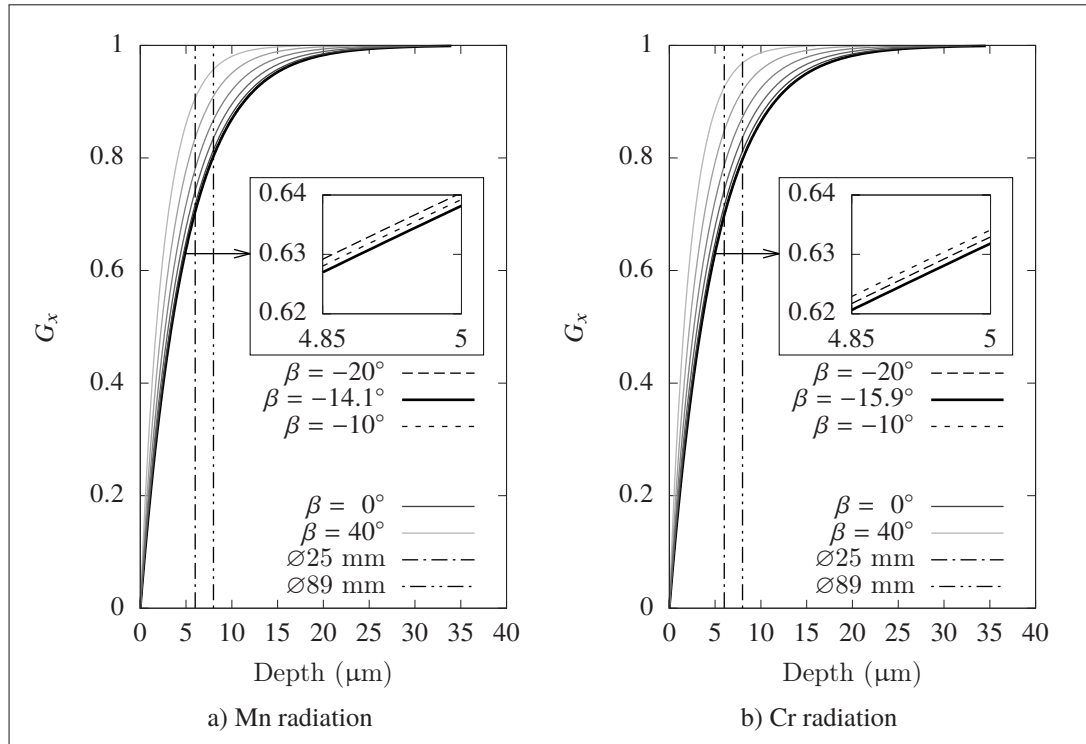 1
0.8
0.6
0.4
0.2
0
G_x
0.64
0.63
0.62
4.85 5
β = –20°
β = –14.1°
β = –10°
β = 0°
β = 40°
∅25 mm
∅89 mm
0 5 10 15 20 25 30 35 40
Depth (μm)
a) Mn radiation
1
0.8
0.6
0.4
0.2
0
G_x
0.64
0.63
0.62
4.85 5
β = –20°
β = –15.9°
β = –10°
β = 0°
β = 40°
∅25 mm
∅89 mm
0 5 10 15 20 25 30 35 40
Depth (μm)
b) Cr radiation